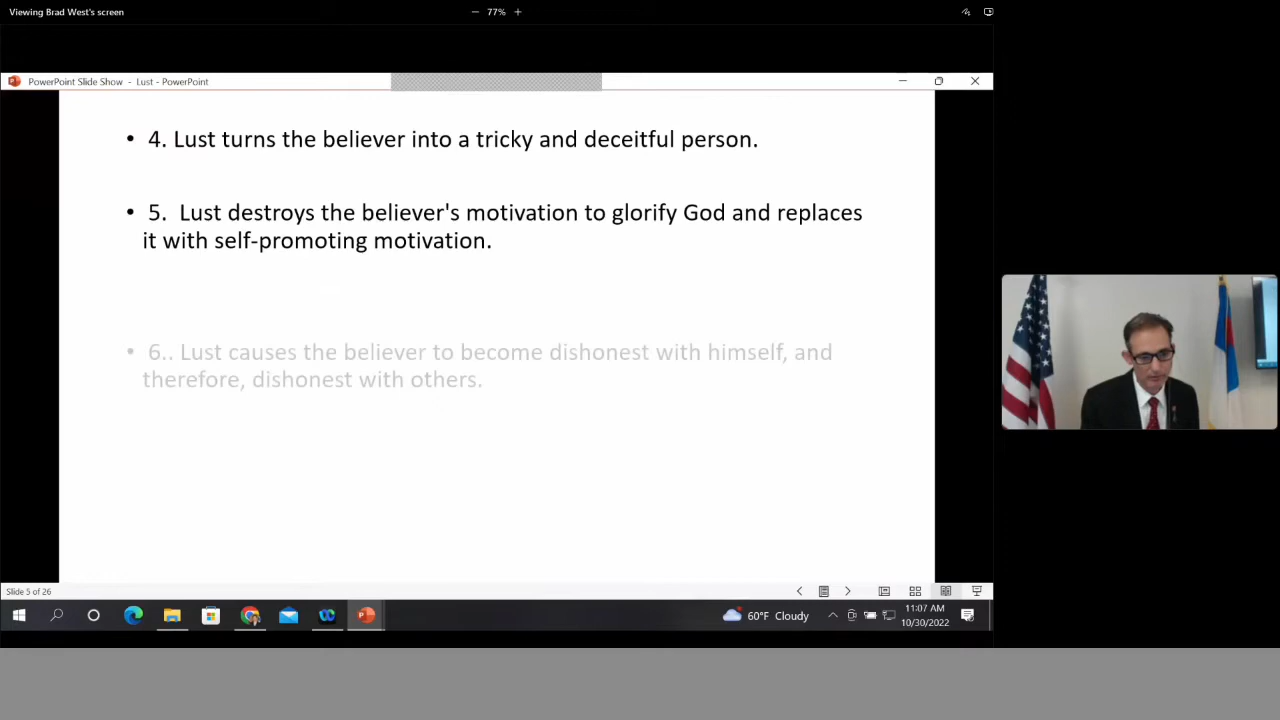 Viewing Brad West's screen
77%
PowerPoint Slide Show - Lust - PowerPoint
• 4. Lust turns the believer into a tricky and deceitful person.
• 5. Lust destroys the believer's motivation to glorify God and replaces
it with self-promoting motivation.
• 6.. Lust causes the believer to become dishonest with himself, and
therefore, dishonest with others.
Slide 5 of 26
60°F Cloudy
11:07 AM
10/30/2022